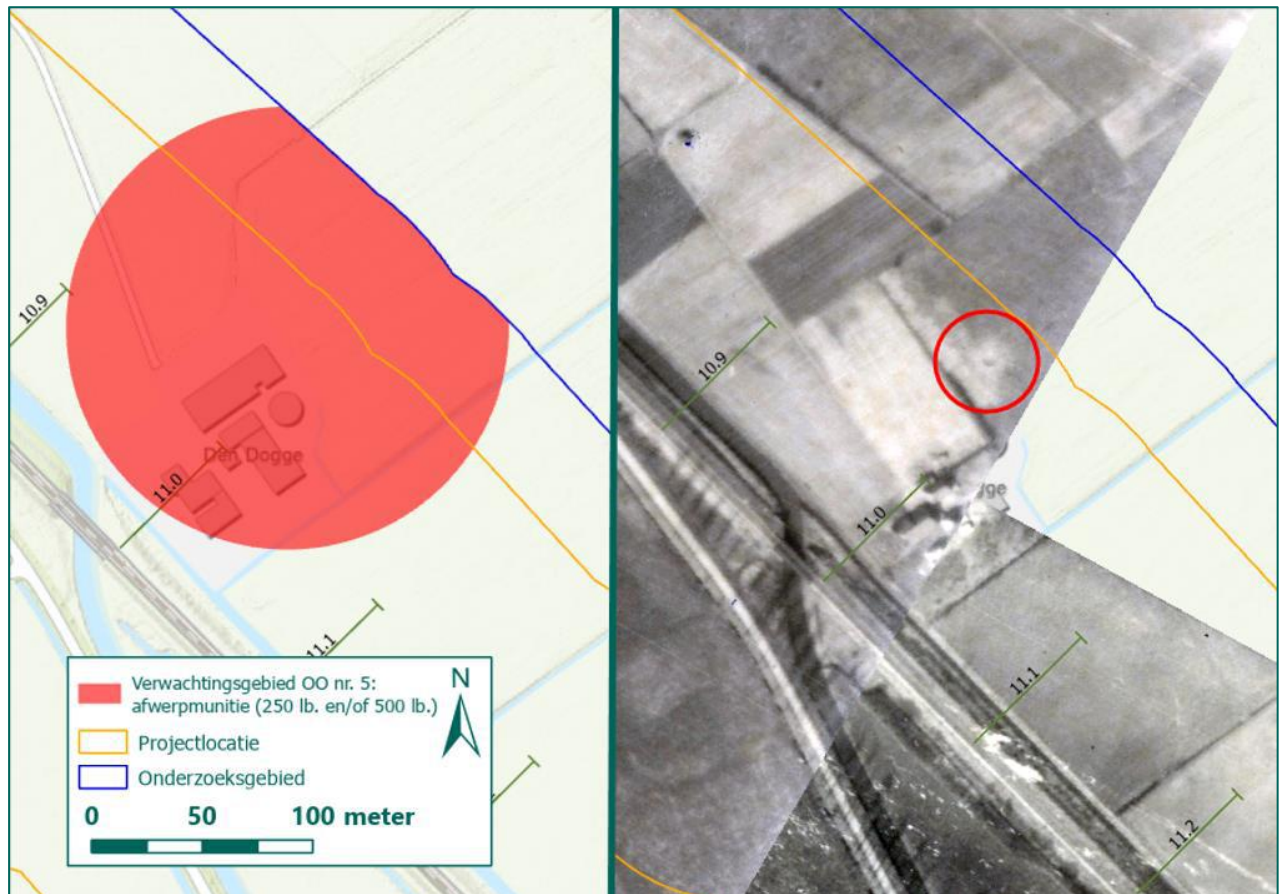 10.9
Den Dogge
11.0
11.1
Verwachtingsgebied OO nr. 5:
afwerpmunitie (250 lb. en/of 500 lb.)
Projectlocatie
Onderzoeksgebied
N
0 50 100 meter
10.9
11.0
11.1
11.2